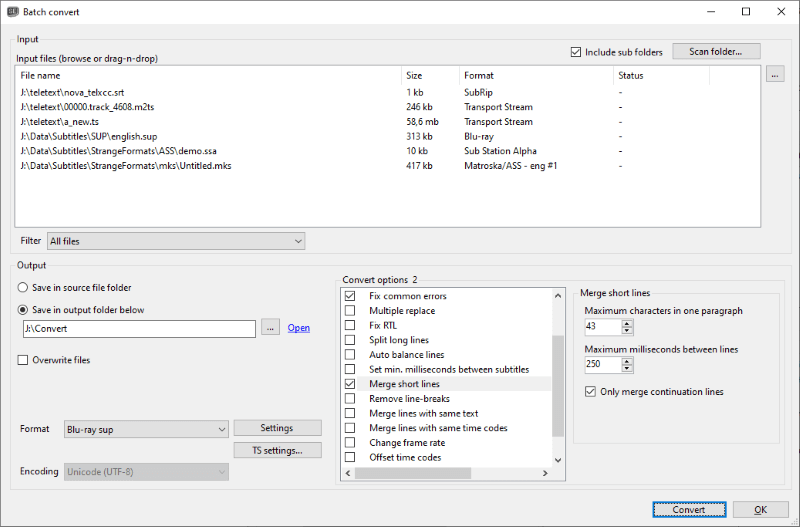 Batch convert
Input
Input files (browse or drag-n-drop)
Include sub folders
Scan folder...
File name Size Format Status
...
J:\teletext\nova_telxcc.srt 1 kb SubRip -
J:\teletext\00000.track_4608.m2ts 246 kb Transport Stream -
J:\teletext\a_new.ts 58,6 mb Transport Stream -
J:\Data\Subtitles\SUP\english.sup 313 kb Blu-ray -
J:\Data\Subtitles\StrangeFormats\ASS\demo.ssa 10 kb Sub Station Alpha -
J:\Data\Subtitles\StrangeFormats\mks\Untitled.mks 417 kb Matroska/ASS - eng #1 -
Filter All files
Output
Save in source file folder
Save in output folder below
J:\Convert ... Open
Overwrite files
Format Blu-ray sup Settings
TS settings...
Encoding Unicode (UTF-8)
Convert options 2
Fix common errors
Multiple replace
Fix RTL
Split long lines
Auto balance lines
Set min. milliseconds between subtitles
Merge short lines
Remove line-breaks
Merge lines with same text
Merge lines with same time codes
Change frame rate
Offset time codes
Merge short lines
Maximum characters in one paragraph
43
Maximum milliseconds between lines
250
Only merge continuation lines
Convert OK